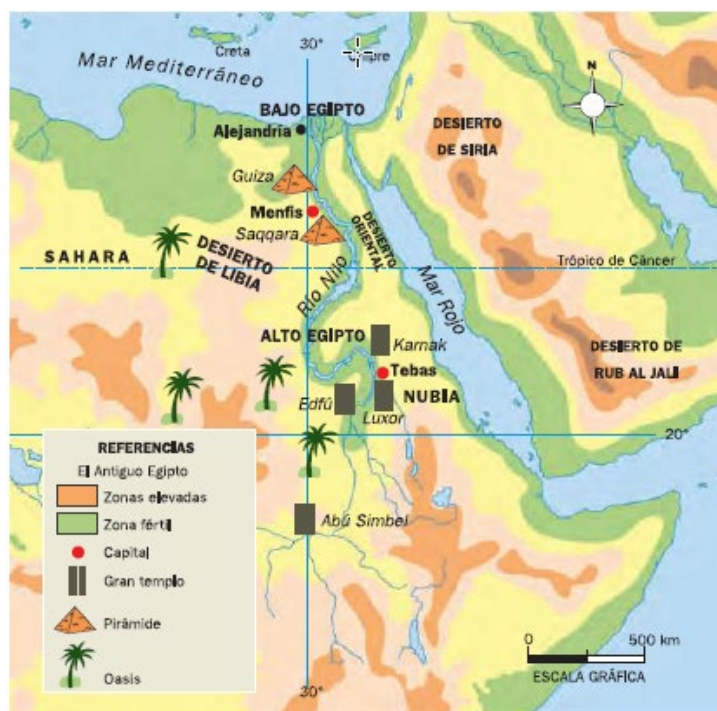 Creta
30°
Chipre
Mar Mediterráneo
N
BAJO EGIPTO
Alejandría
DESIERTO
DE SIRIA
Guiza
Menfis
Saqqara
DESIERTO
ORIENTAL
SAHARA
DESIERTO
DE LIBIA
Río Nilo
Mar Rojo
Trópico de Cáncer
ALTO EGIPTO
Karnak
DESIERTO DE
RUB AL JALI
Tebas
Edfú
NUBIA
Luxor
20°
REFERENCIAS
El Antiguo Egipto
Zonas elevadas
Zona fértil
Capital
Gran templo
Pirámide
Oasis
Abú Simbel
0 500 km
ESCALA GRÁFICA
30°